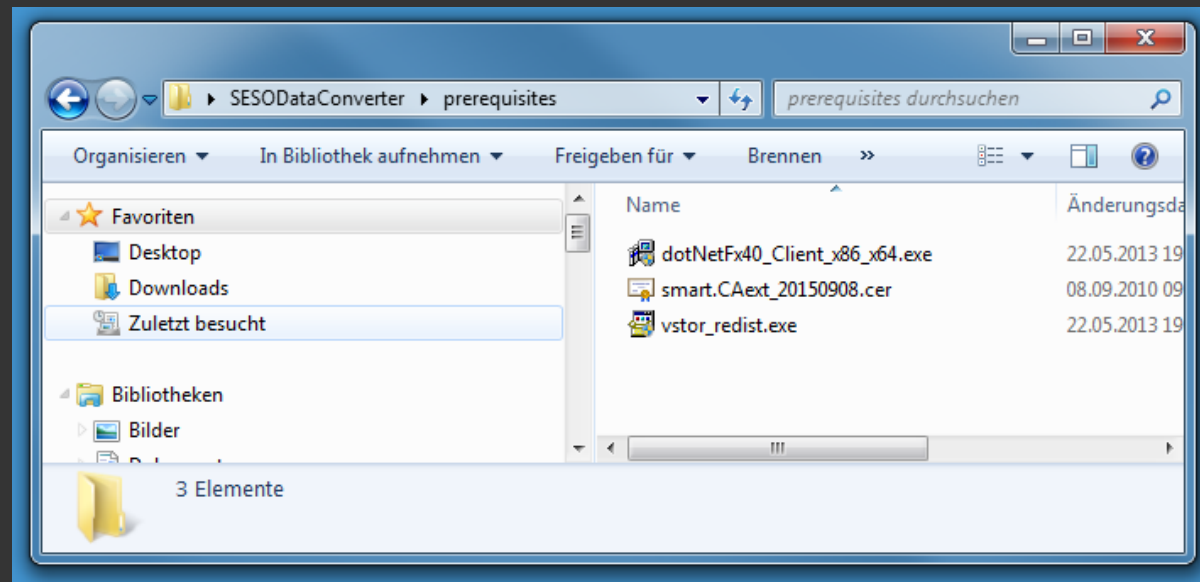 SESODataConverter prerequisites prerequisites durchsuchen
Organisieren In Bibliothek aufnehmen Freigeben für Brennen »
Favoriten
Desktop
Downloads
Zuletzt besucht
Bibliotheken
Bilder
Name Änderungsda
dotNetFx40_Client_x86_x64.exe 22.05.2013 19
smart.CAext_20150908.cer 08.09.2010 09
vstor_redist.exe 22.05.2013 19
3 Elemente